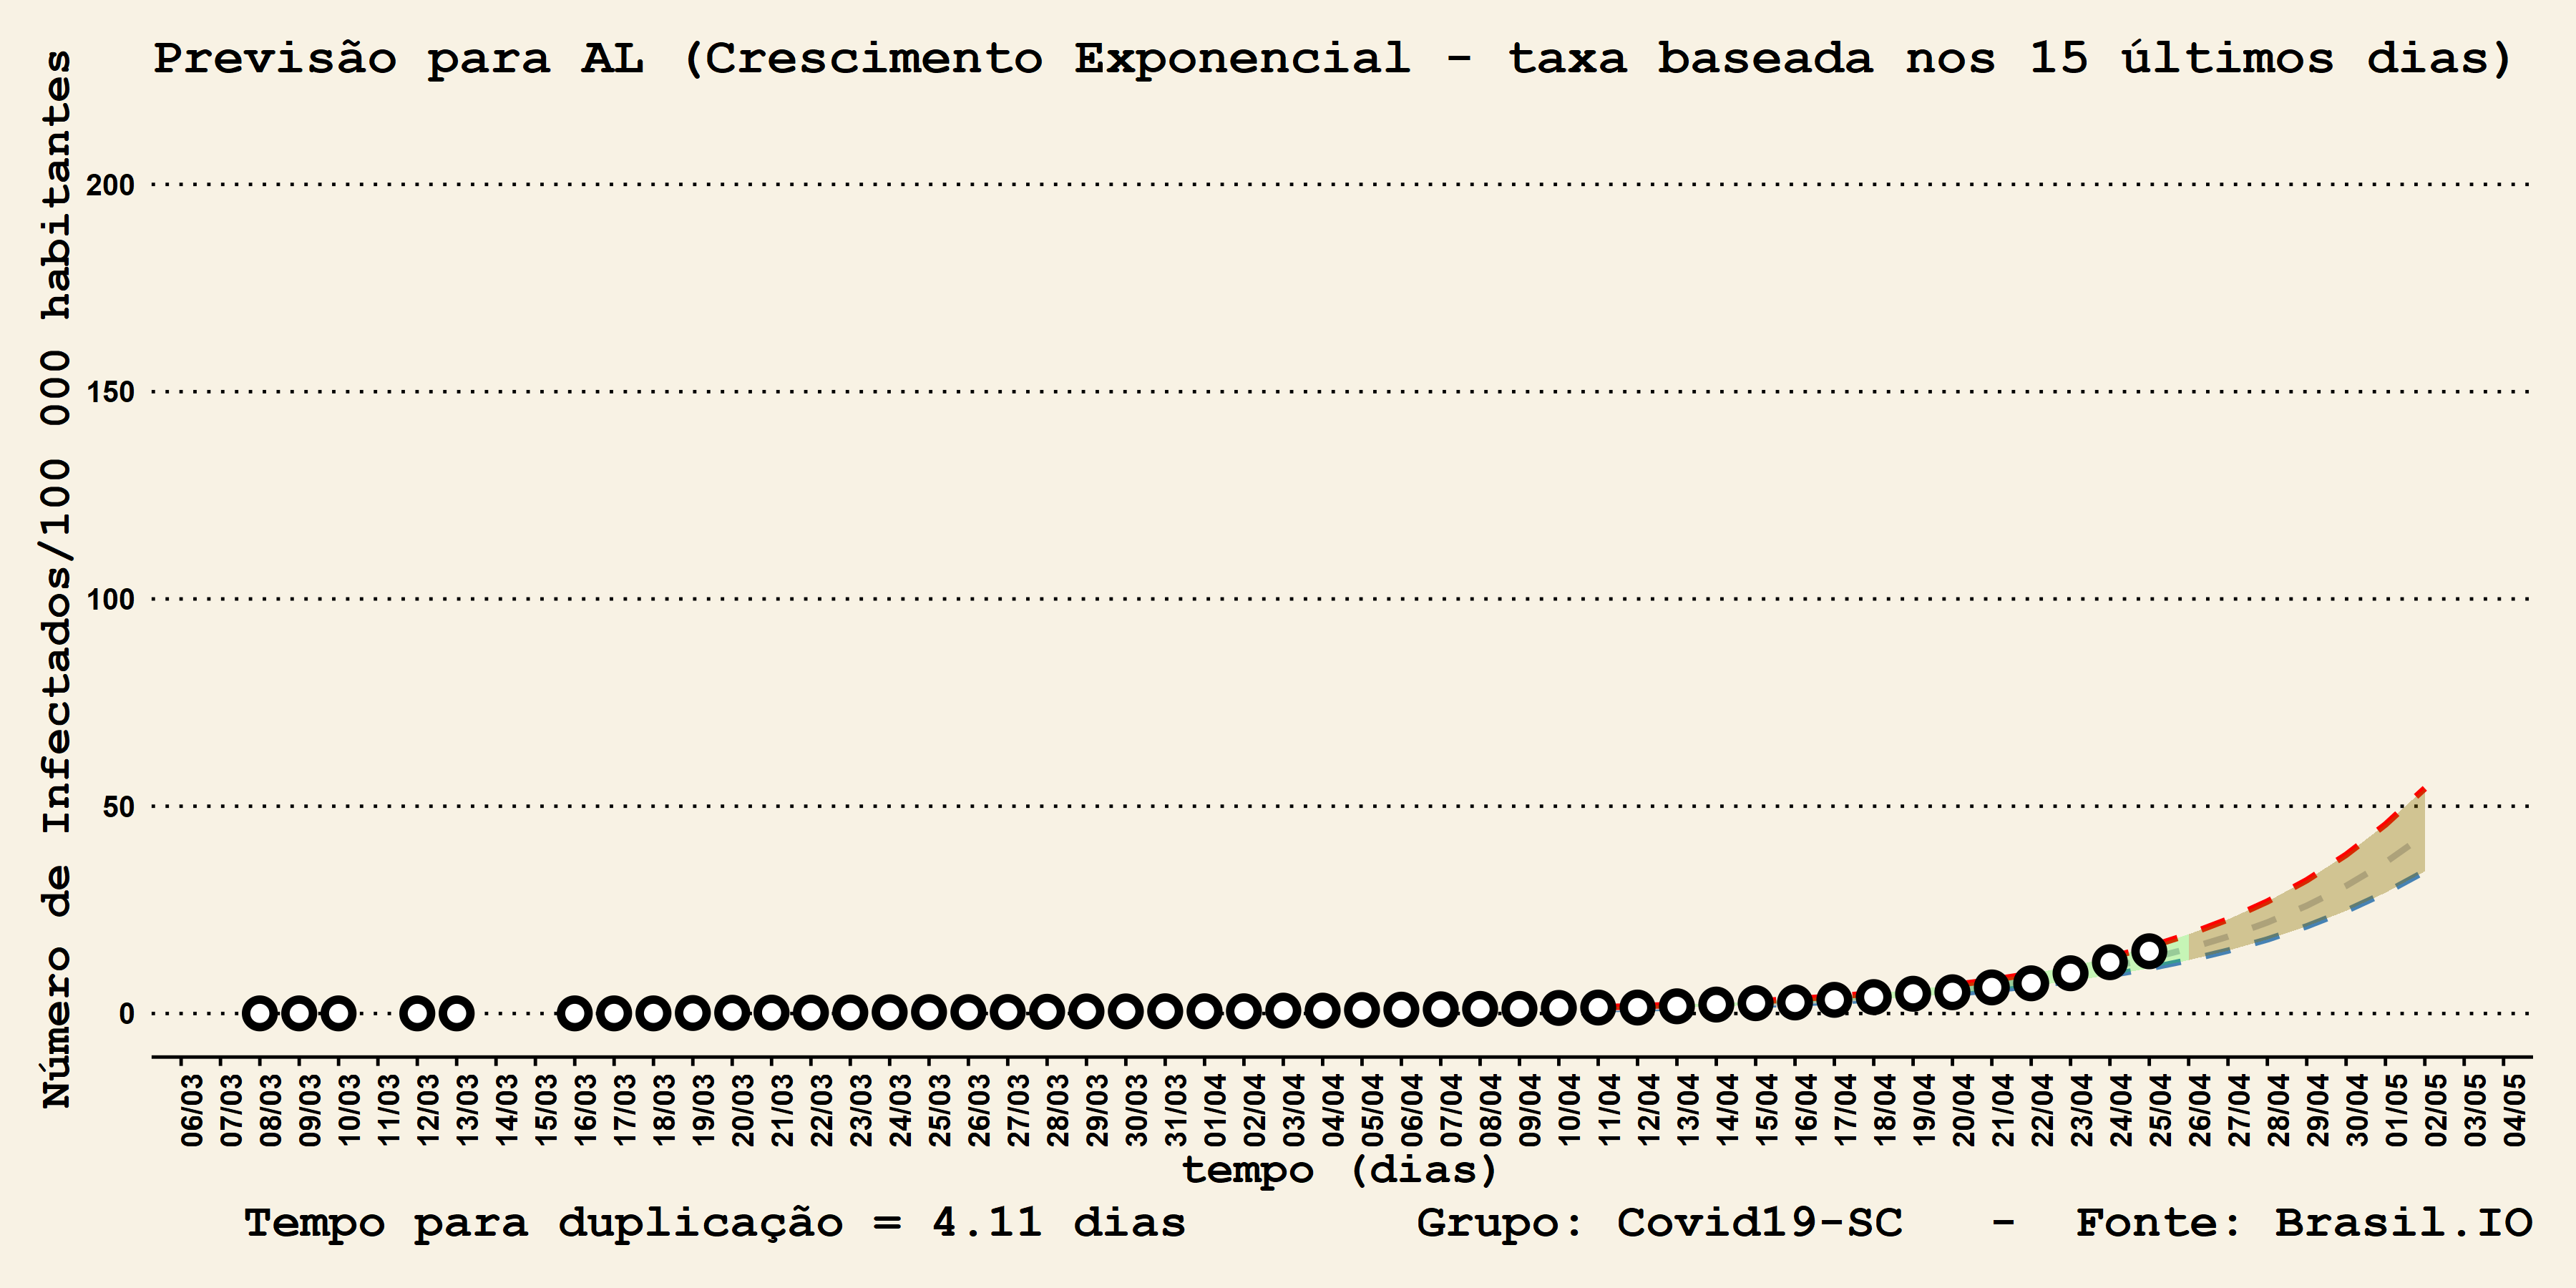 Previsão para AL (Crescimento Exponencial - taxa baseada nos 15 últimos dias)
Número de Infectados/100 000 habitantes
200
150
100
50
0
06/03 07/03 08/03 09/03 10/03 11/03 12/03 13/03 14/03 15/03 16/03 17/03 18/03 19/03 20/03 21/03 22/03 23/03 24/03 25/03 26/03 27/03 28/03 29/03 30/03 31/03 01/04 02/04 03/04 04/04 05/04 06/04 07/04 08/04 09/04 10/04 11/04 12/04 13/04 14/04 15/04 16/04 17/04 18/04 19/04 20/04 21/04 22/04 23/04 24/04 25/04 26/04 27/04 28/04 29/04 30/04 01/05 02/05 03/05 04/05
tempo (dias)
Tempo para duplicação = 4.11 dias Grupo: Covid19-SC - Fonte: Brasil.IO